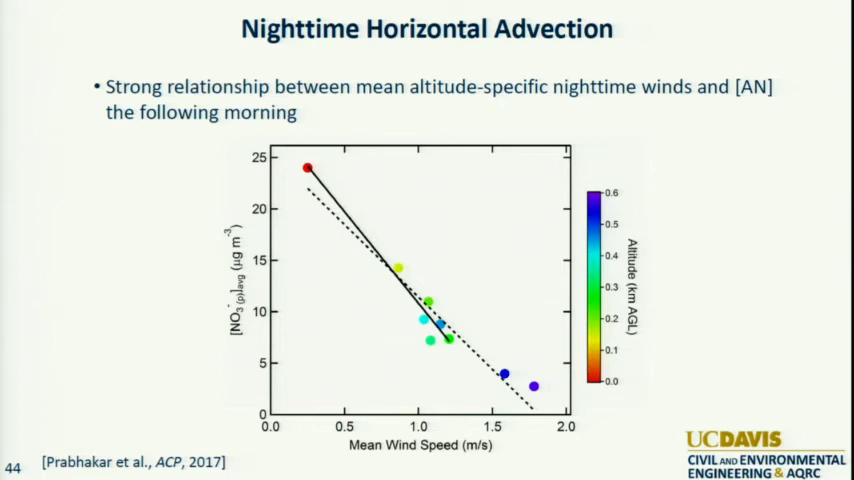 Nighttime Horizontal Advection
• Strong relationship between mean altitude-specific nighttime winds and [AN]
the following morning
25
20
15
10
5
0
[NO₃⁻(p)]avg (µg m⁻³)
0.0 0.5 1.0 1.5 2.0
Mean Wind Speed (m/s)
0.6
0.5
0.4
0.3
0.2
0.1
0.0
Altitude (km AGL)
44
[Prabhakar et al., ACP, 2017]
UCDAVIS
CIVIL AND ENVIRONMENTAL
ENGINEERING & AQRC